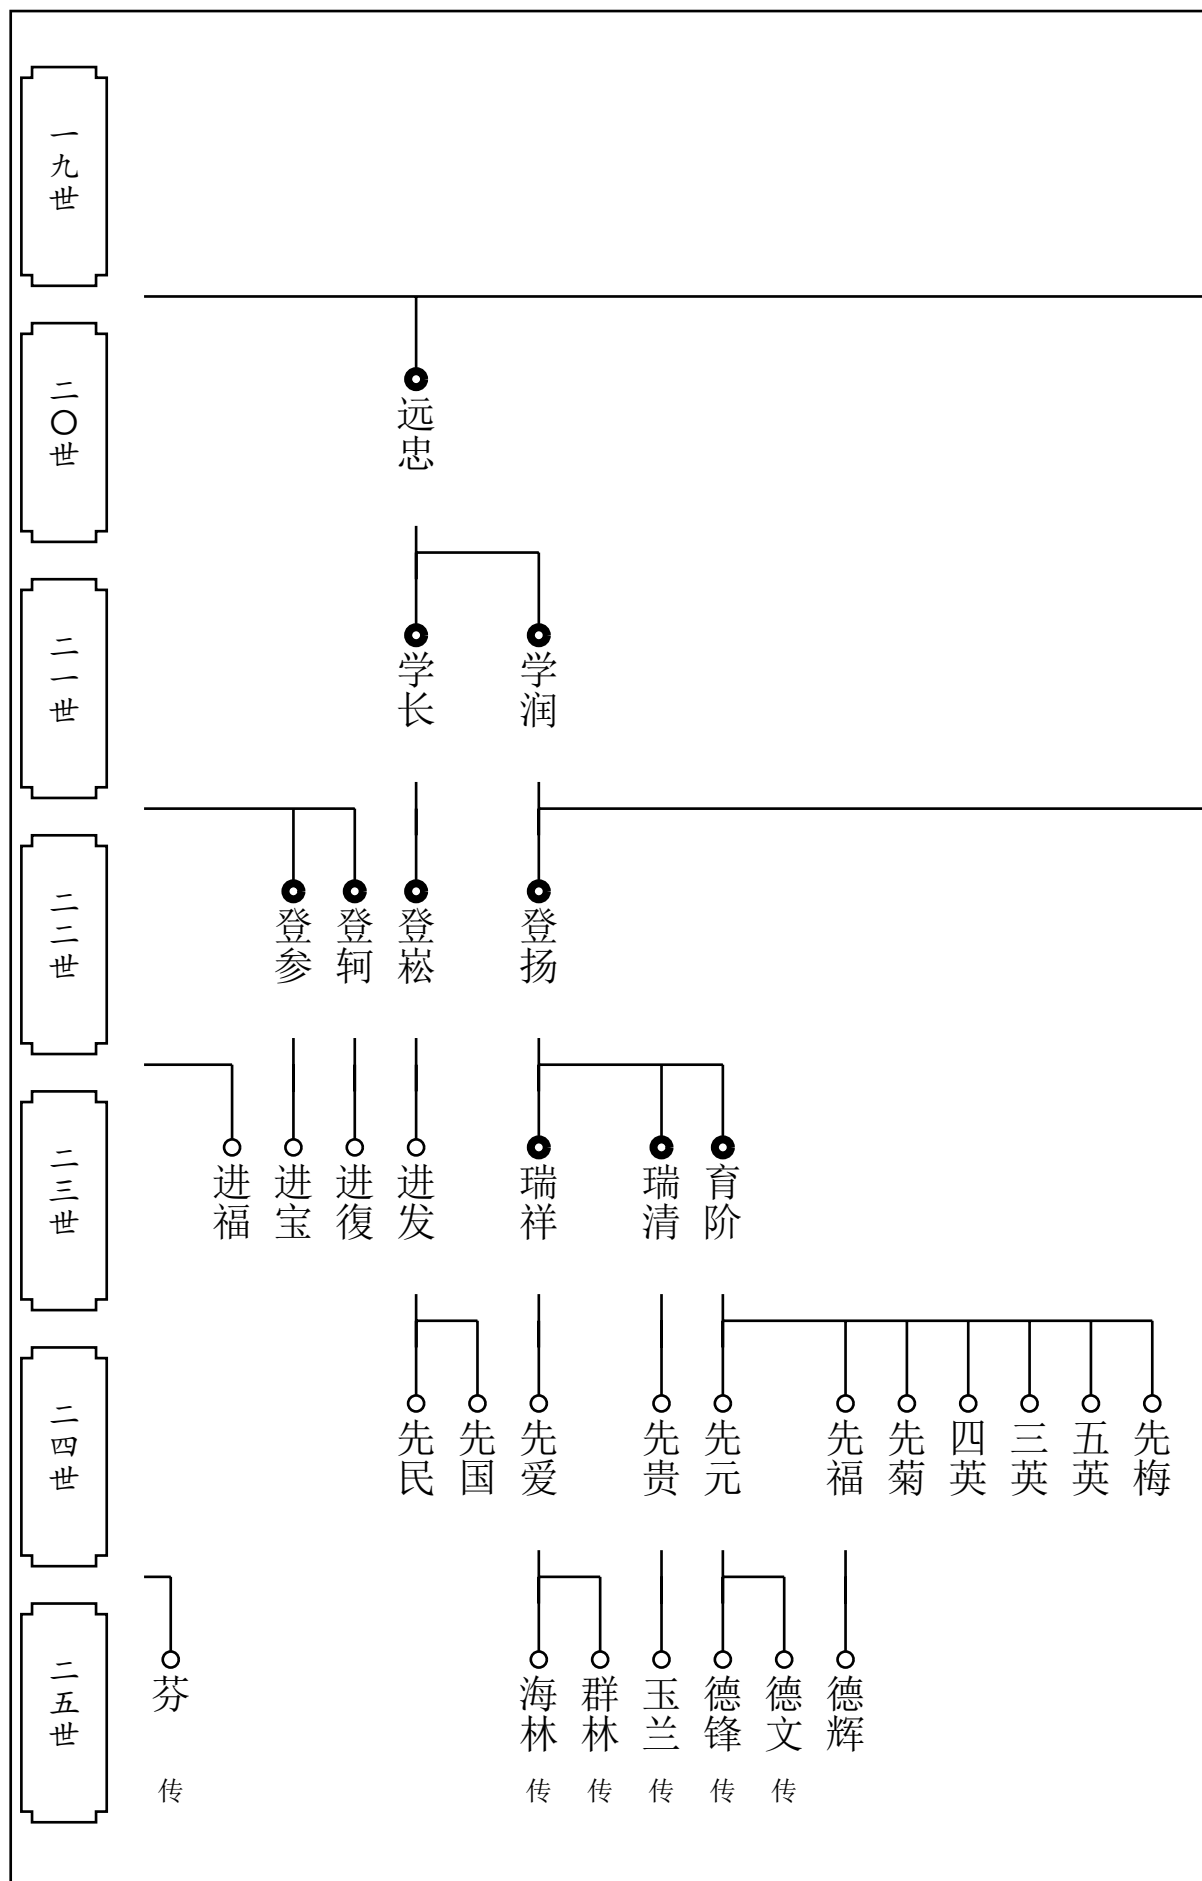 一九世
二〇世
远忠
二一世
学长
学润
二二世
登参
登轲
登崧
登扬
二三世
进福
进宝
进復
进发
瑞祥
瑞清
育阶
二四世
先民
先国
先爱
先贵
先元
先福
先菊
四英
三英
五英
先梅
二五世
芬
海林
群林
玉兰
德锋
德文
德辉
传
传
传
传
传
传